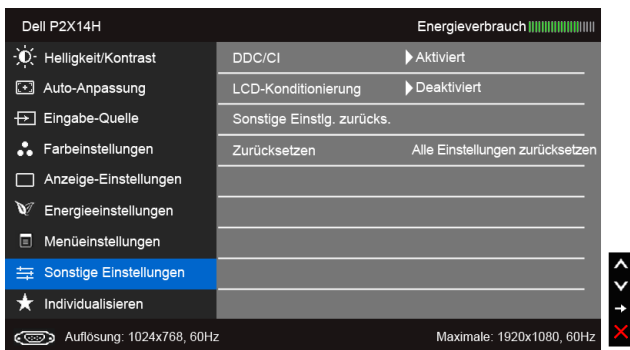 Dell P2X14H Energieverbrauch
Helligkeit/Kontrast DDC/CI Aktiviert
Auto-Anpassung LCD-Konditionierung Deaktiviert
Eingabe-Quelle Sonstige Einstlg. zurücks.
Farbeinstellungen Zurücksetzen Alle Einstellungen zurücksetzen
Anzeige-Einstellungen
Energieeinstellungen
Menüeinstellungen
Sonstige Einstellungen
Individualisieren
Auflösung: 1024x768, 60Hz Maximale: 1920x1080, 60Hz